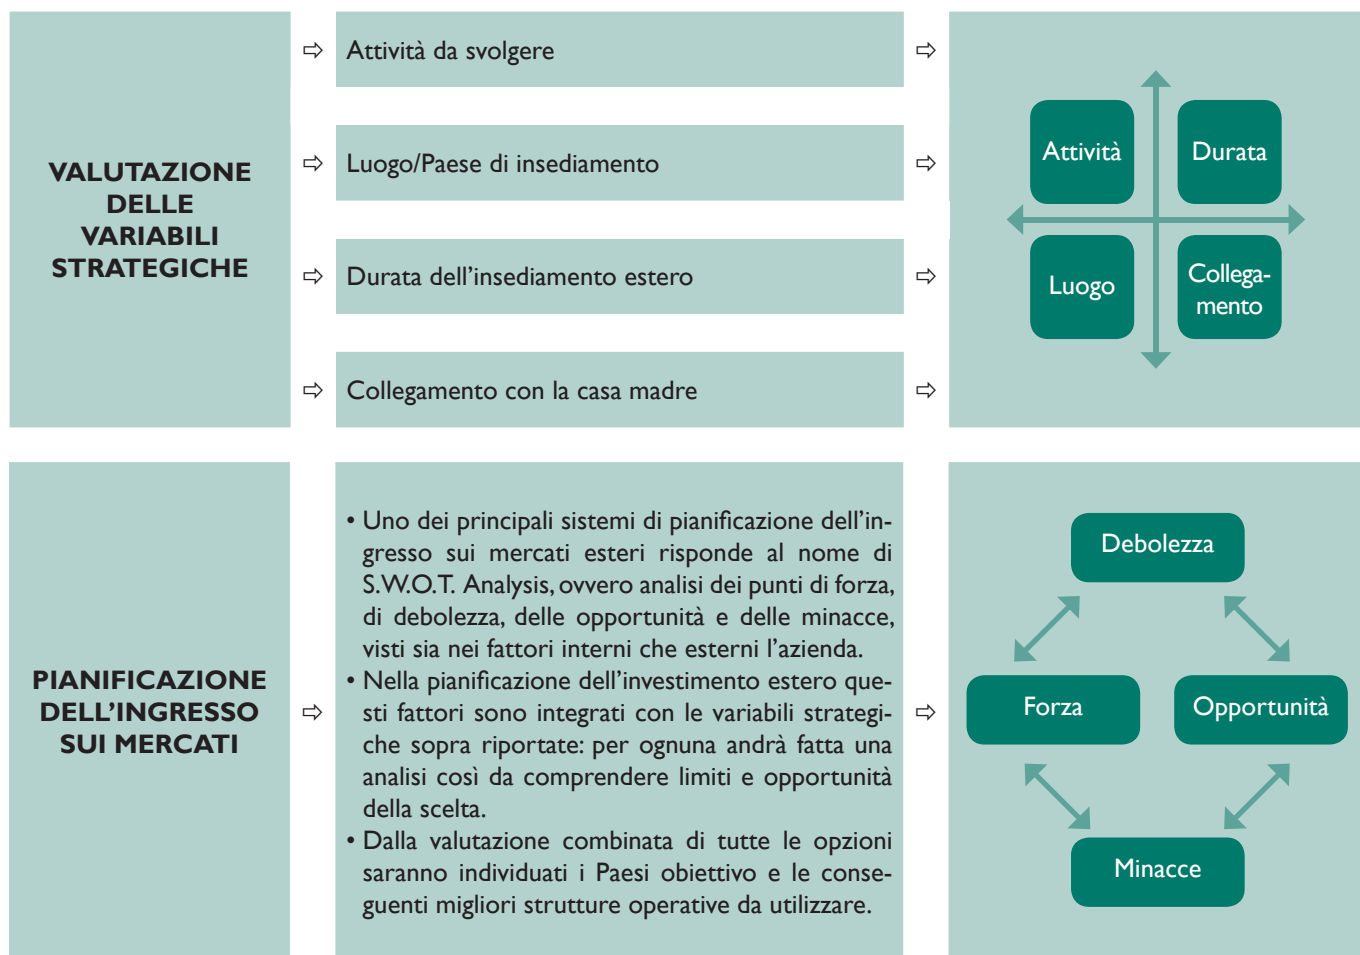 VALUTAZIONE
DELLE
VARIABILI
STRATEGICHE
⇨ Attività da svolgere ⇨
⇨ Luogo/Paese di insediamento ⇨
⇨ Durata dell’insediamento estero ⇨
⇨ Collegamento con la casa madre ⇨
Attività
Durata
Luogo
Collega-
mento
PIANIFICAZIONE
DELL’INGRESSO
SUI MERCATI
⇨
• Uno dei principali sistemi di pianificazione dell’in-
gresso sui mercati esteri risponde al nome di
S.W.O.T. Analysis, ovvero analisi dei punti di forza,
di debolezza, delle opportunità e delle minacce,
visti sia nei fattori interni che esterni l’azienda.
• Nella pianificazione dell’investimento estero que-
sti fattori sono integrati con le variabili strategi-
che sopra riportate: per ognuna andrà fatta una
analisi così da comprendere limiti e opportunità
della scelta.
• Dalla valutazione combinata di tutte le opzioni
saranno individuati i Paesi obiettivo e le conse-
guenti migliori strutture operative da utilizzare.
⇨
Debolezza
Forza
Opportunità
Minacce